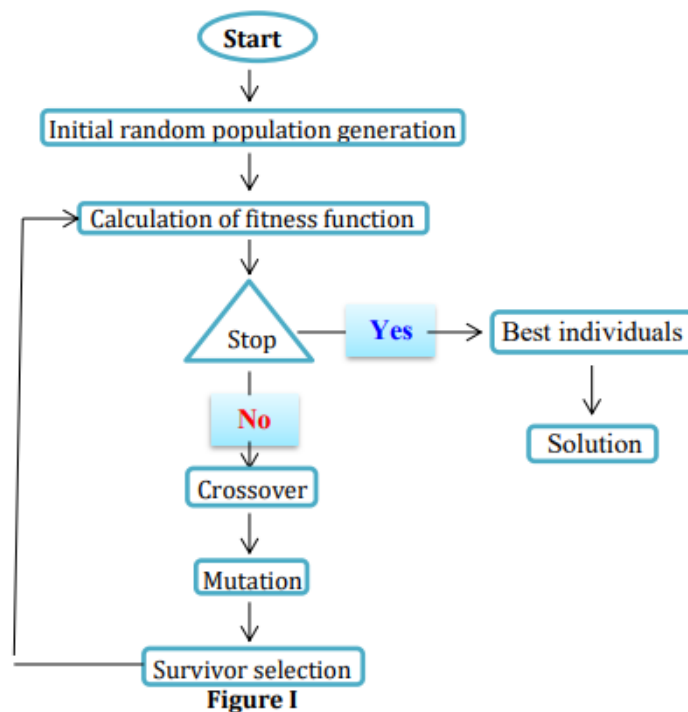 Start
Initial random population generation
Calculation of fitness function
Stop
Yes
Best individuals
No
Solution
Crossover
Mutation
Survivor selection
Figure I